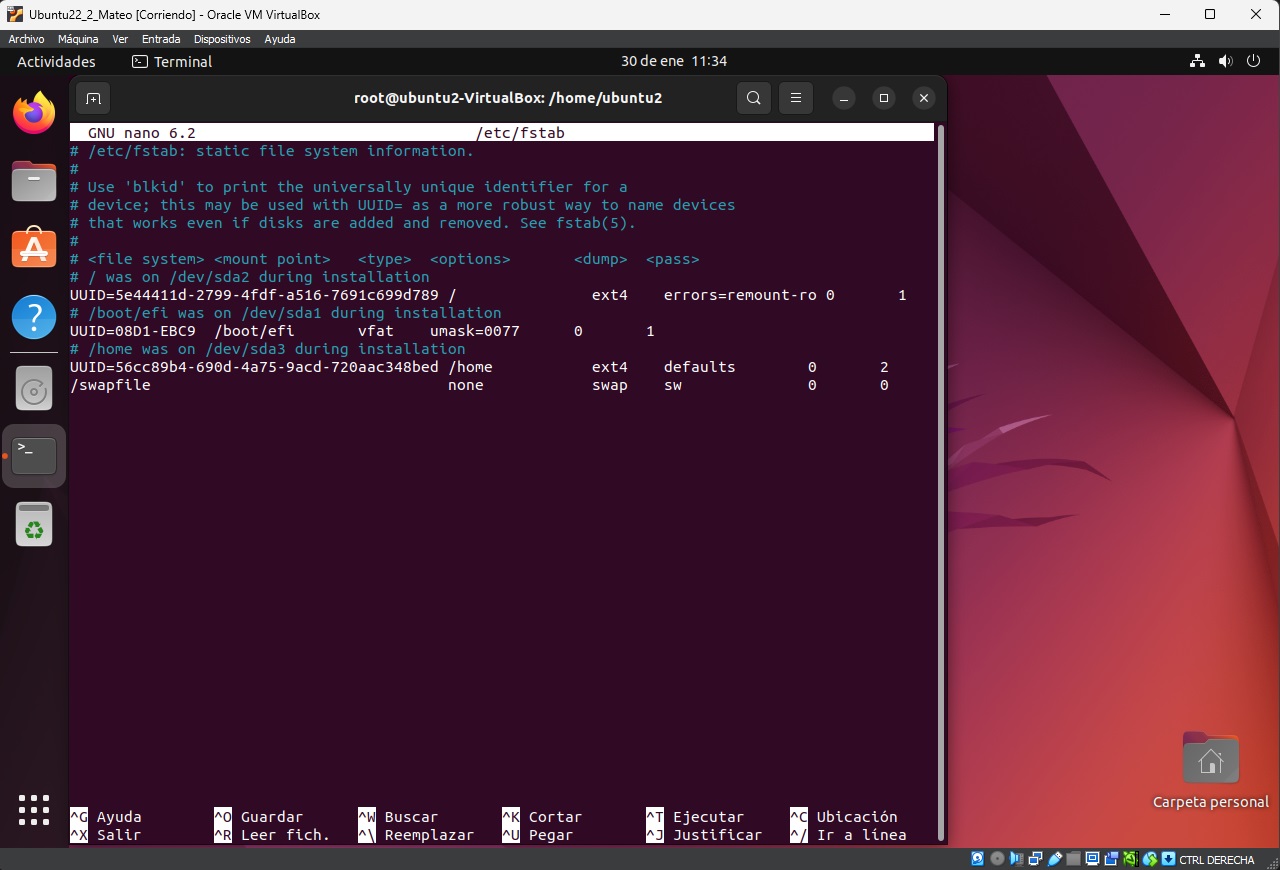 Ubuntu22_2_Mateo [Corriendo] - Oracle VM VirtualBox
Archivo Máquina Ver Entrada Dispositivos Ayuda
Actividades Terminal 30 de ene 11:34
root@ubuntu2-VirtualBox: /home/ubuntu2
GNU nano 6.2 /etc/fstab
# /etc/fstab: static file system information.
#
# Use 'blkid' to print the universally unique identifier for a
# device; this may be used with UUID= as a more robust way to name devices
# that works even if disks are added and removed. See fstab(5).
#
# <file system> <mount point> <type> <options> <dump> <pass>
# / was on /dev/sda2 during installation
UUID=5e44411d-2799-4fdf-a516-7691c699d789 / ext4 errors=remount-ro 0 1
# /boot/efi was on /dev/sda1 during installation
UUID=08D1-EBC9 /boot/efi vfat umask=0077 0 1
# /home was on /dev/sda3 during installation
UUID=56cc89b4-690d-4a75-9acd-720aac348bed /home ext4 defaults 0 2
/swapfile none swap sw 0 0
Carpeta personal
^G Ayuda ^O Guardar ^W Buscar ^K Cortar ^T Ejecutar ^C Ubicación
^X Salir ^R Leer fich. ^\ Reemplazar ^U Pegar ^J Justificar ^/ Ir a línea
CTRL DERECHA